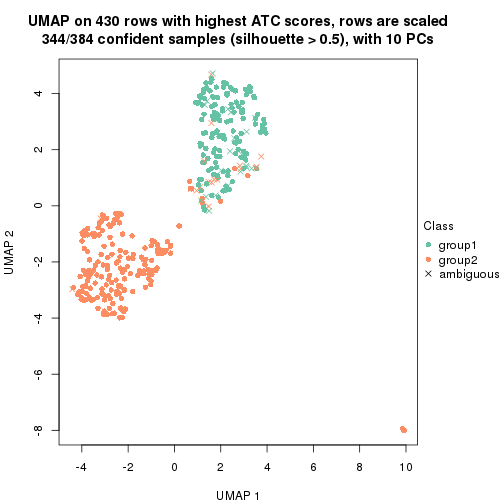 UMAP on 430 rows with highest ATC scores, rows are scaled
344/384 confident samples (silhouette > 0.5), with 10 PCs
4
2
0
-2
-4
-6
-8
UMAP 2
Class
group1
group2
ambiguous
-4 -2 0 2 4 6 8 10
UMAP 1